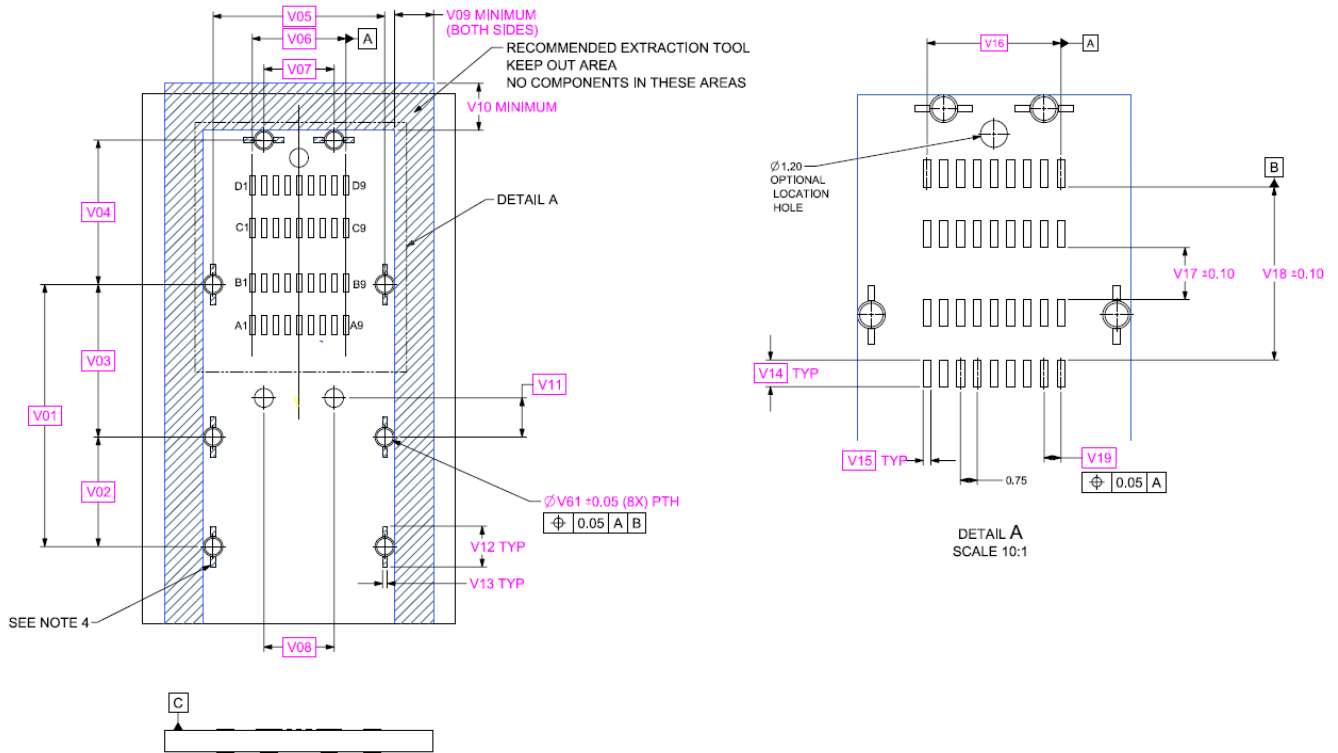 V05
V06
A
V07
V09 MINIMUM
(BOTH SIDES)
RECOMMENDED EXTRACTION TOOL
KEEP OUT AREA
NO COMPONENTS IN THESE AREAS
V10 MINIMUM
D1
D9
DETAIL A
V04
C1
C9
B1
B9
A1
A9
V03
V01
V11
V02
∅V61 ±0.05 (8X) PTH
⌖ 0.05 A B
V12 TYP
V13 TYP
SEE NOTE 4
V08
C
V16
A
∅1.20
OPTIONAL
LOCATION
HOLE
B
V17 ±0.10
V18 ±0.10
V14 TYP
V15 TYP
V19
0.75
⌖ 0.05 A
DETAIL A
SCALE 10:1